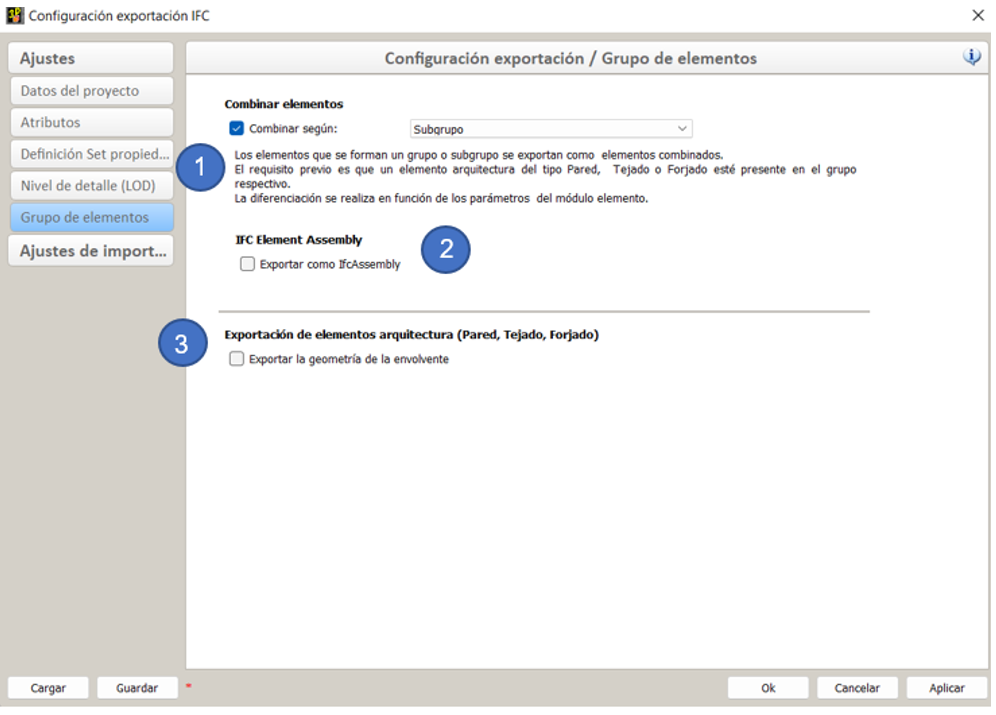 Configuración exportación IFC
Ajustes
Datos del proyecto
Atributos
Definición Set propied...
Nivel de detalle (LOD)
Grupo de elementos
Ajustes de import...
Configuración exportación / Grupo de elementos
Combinar elementos
Combinar según:
Subgrupo
1
Los elementos que se forman un grupo o subgrupo se exportan como elementos combinados.
El requisito previo es que un elemento arquitectura del tipo Pared, Tejado o Forjado esté presente en el grupo
respectivo.
La diferenciación se realiza en función de los parámetros del módulo elemento.
IFC Element Assembly
2
Exportar como IfcAssembly
3
Exportación de elementos arquitectura (Pared, Tejado, Forjado)
Exportar la geometría de la envolvente
Cargar
Guardar
*
Ok
Cancelar
Aplicar